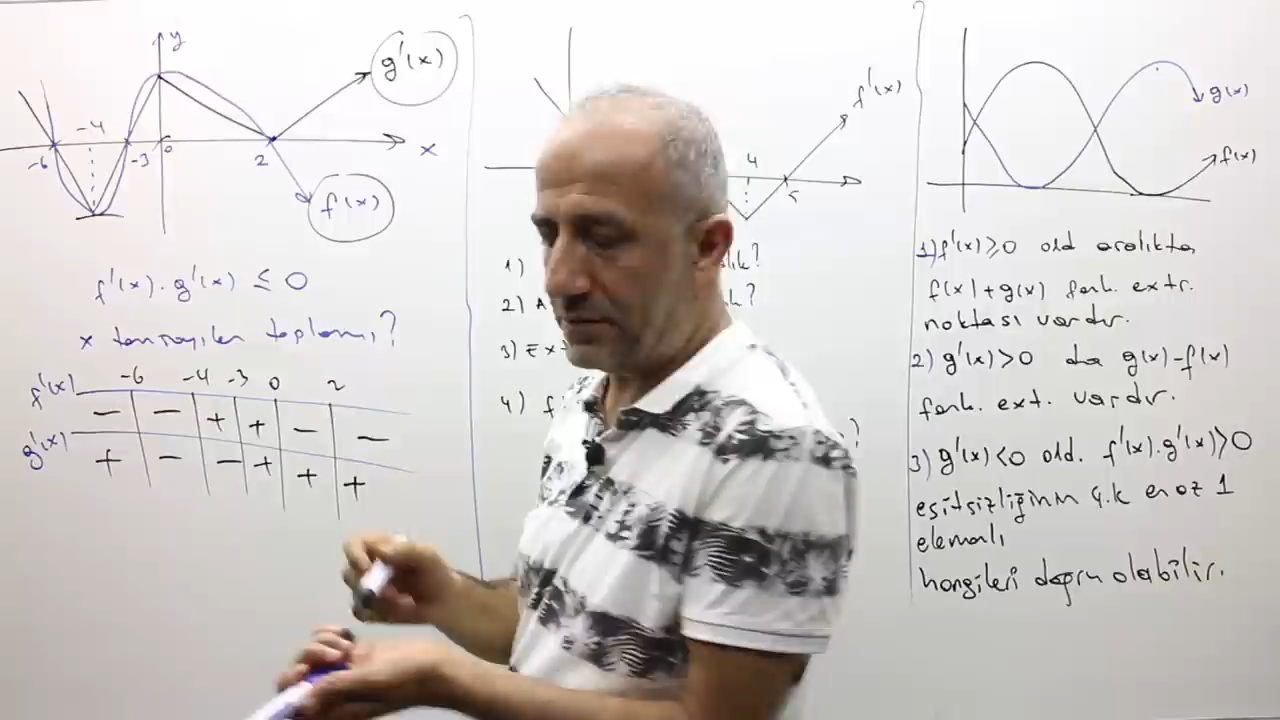 y
g'(x)
-4
-6
-3
0
2
x
f'(x)
f'(x) . g'(x) ≤ 0
x tamsayıları toplamı?
-6 -4 -3 0 2
f'(x) − − + + − −
g'(x) + − − + + +
f'(x)
4
5
1)
2) A
3) Ext
4) f
?
g(x)
f(x)
1) f'(x) ≥ 0 old aralıkta
f(x) + g(x) fonk. extr.
noktası vardır.
2) g'(x) > 0 da g(x) - f(x)
fonk. ext. vardır.
3) g'(x) < 0 old. f'(x) . g'(x) > 0
eşitsizliğinin ç.k en az 1
elemanlı
hangileri doğru olabilir.